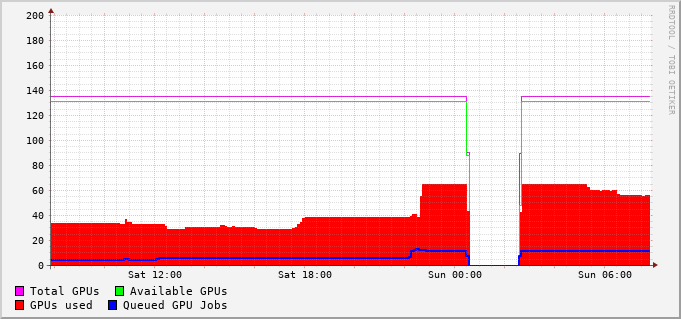 200
180
160
140
120
100
80
60
40
20
0
Sat 12:00 Sat 18:00 Sun 00:00 Sun 06:00
Total GPUs Available GPUs
GPUs used Queued GPU Jobs
RRDTOOL / TOBI OETIKER